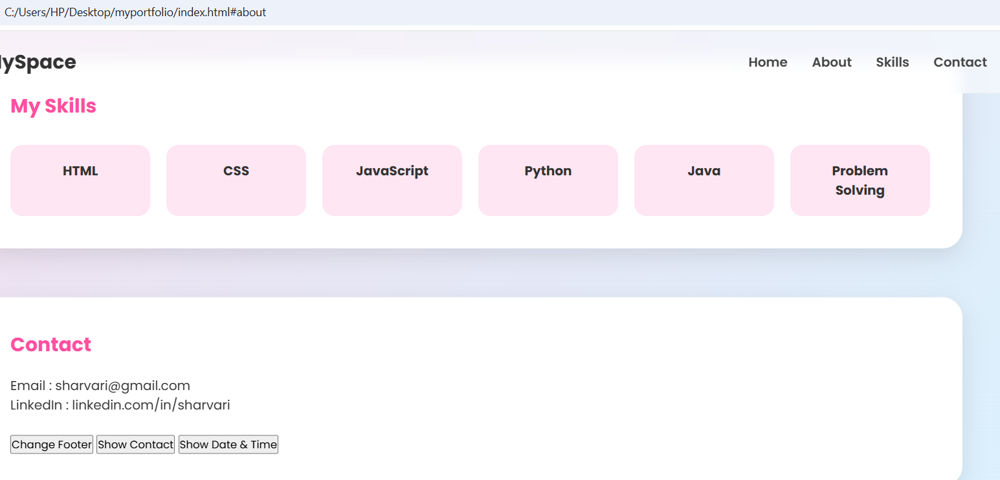 C:/Users/HP/Desktop/myportfolio/index.html#about
ySpace
Home About Skills Contact
My Skills
HTML CSS JavaScript Python Java Problem
Solving
Contact
Email : sharvari@gmail.com
LinkedIn : linkedin.com/in/sharvari
Change Footer Show Contact Show Date & Time